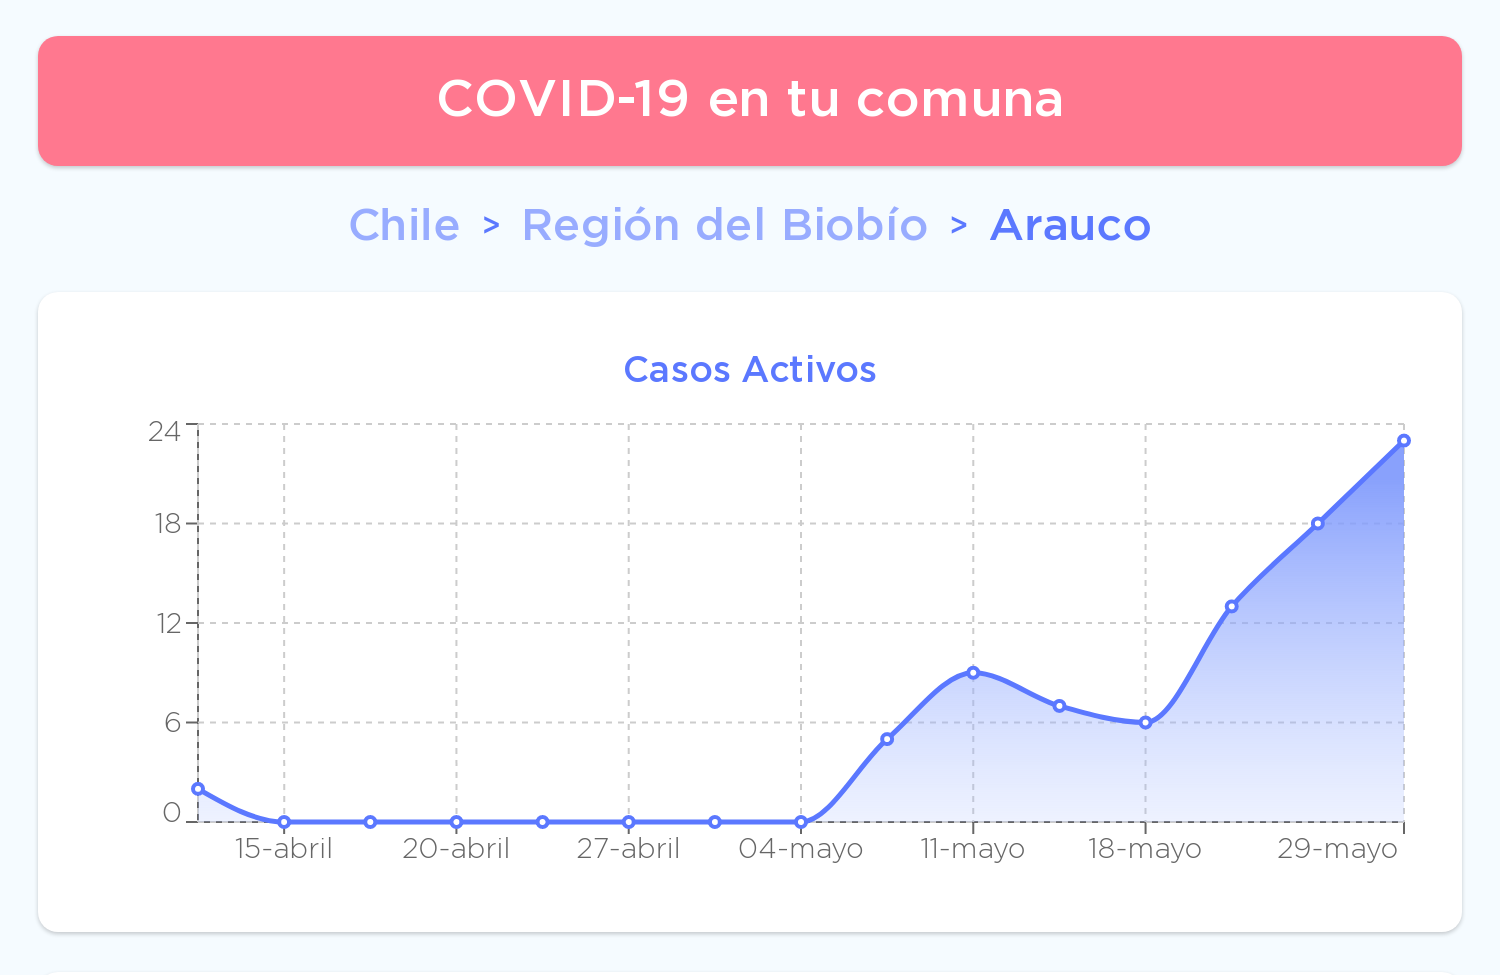 COVID-19 en tu comuna
Chile > Región del Biobío > Arauco
Casos Activos
24
18
12
6
0
15-abril 20-abril 27-abril 04-mayo 11-mayo 18-mayo 29-mayo